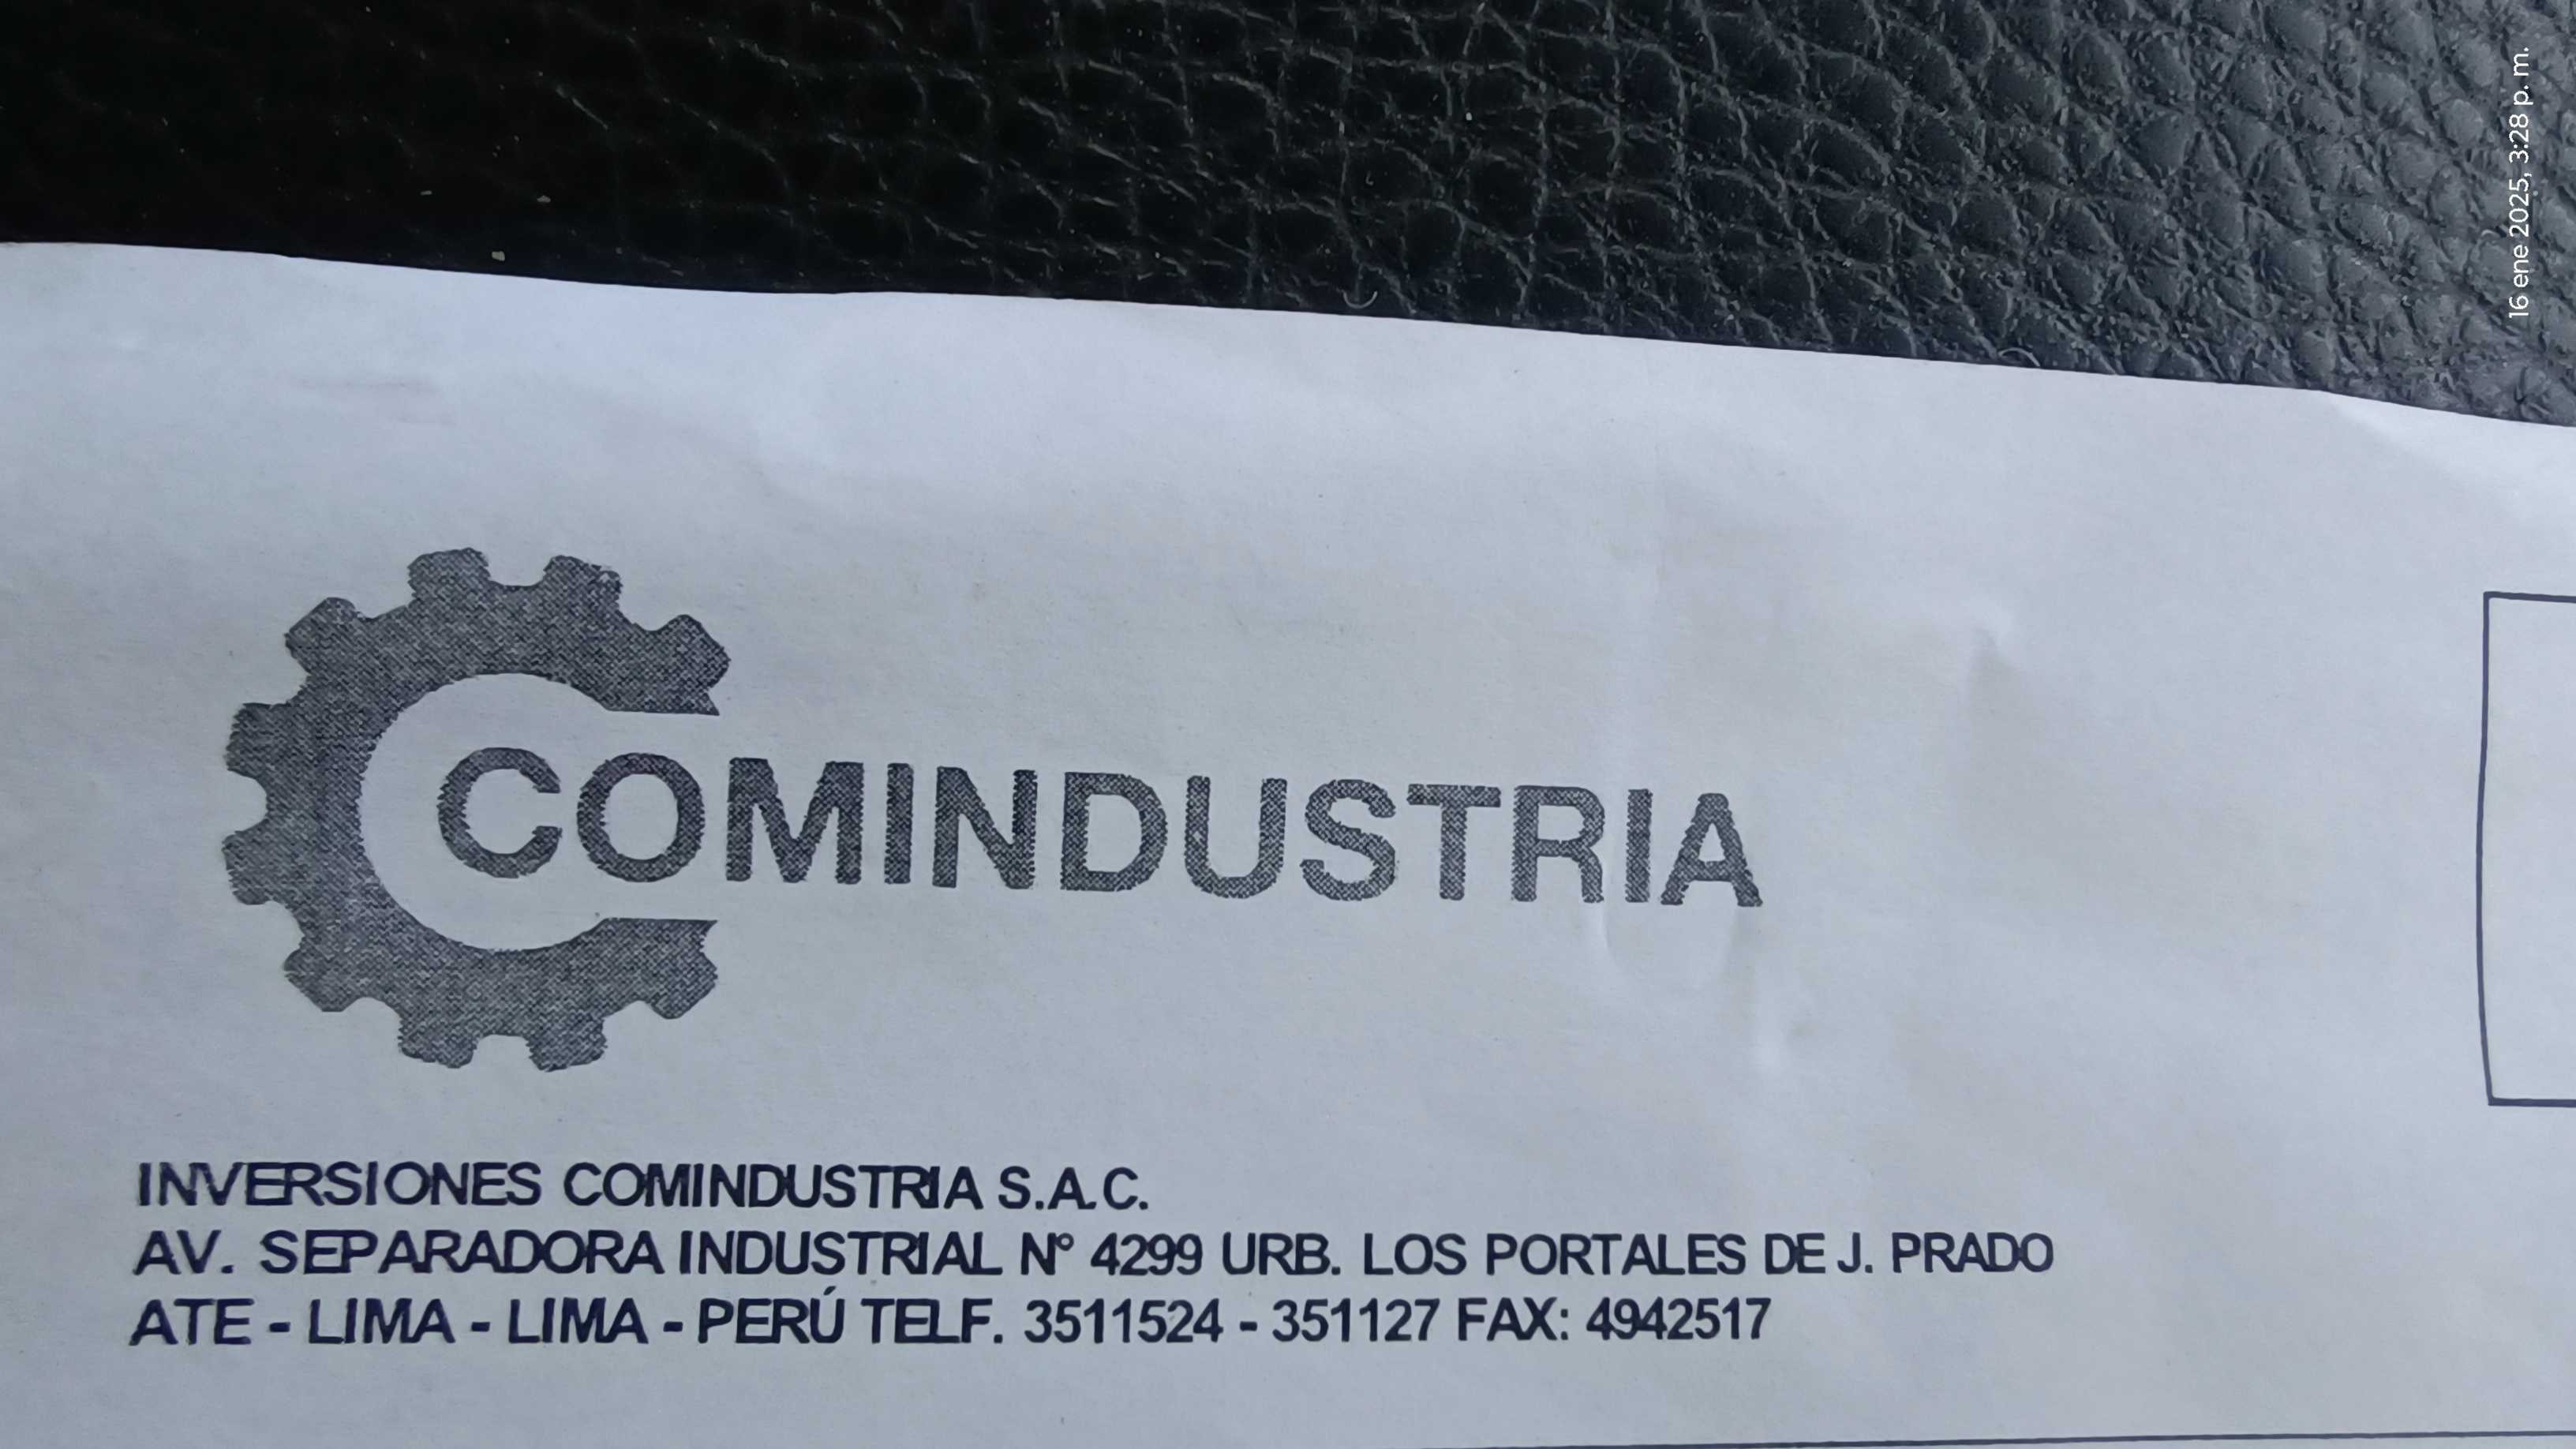 16 ene 2025, 3:28 p. m.
COMINDUSTRIA
INVERSIONES COMINDUSTRIA S.A.C.
AV. SEPARADORA INDUSTRIAL Nº 4299 URB. LOS PORTALES DE J. PRADO
ATE - LIMA - LIMA - PERÚ TELF. 3511524 - 351127 FAX: 4942517